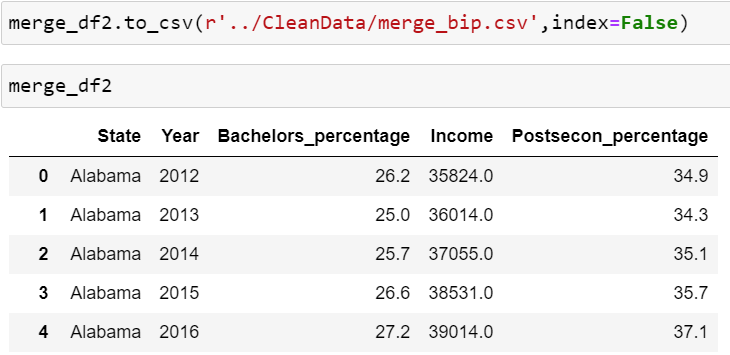 merge_df2.to_csv(r'../CleanData/merge_bip.csv',index=False)
merge_df2
State Year Bachelors_percentage Income Postsecon_percentage
0 Alabama 2012 26.2 35824.0 34.9
1 Alabama 2013 25.0 36014.0 34.3
2 Alabama 2014 25.7 37055.0 35.1
3 Alabama 2015 26.6 38531.0 35.7
4 Alabama 2016 27.2 39014.0 37.1